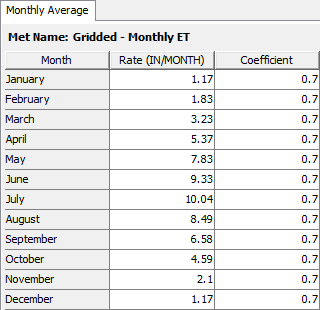 Monthly Average
Met Name: Gridded - Monthly ET
Month Rate (IN/MONTH) Coefficient
January 1.17 0.7
February 1.83 0.7
March 3.23 0.7
April 5.37 0.7
May 7.83 0.7
June 9.33 0.7
July 10.04 0.7
August 8.49 0.7
September 6.58 0.7
October 4.59 0.7
November 2.1 0.7
December 1.17 0.7